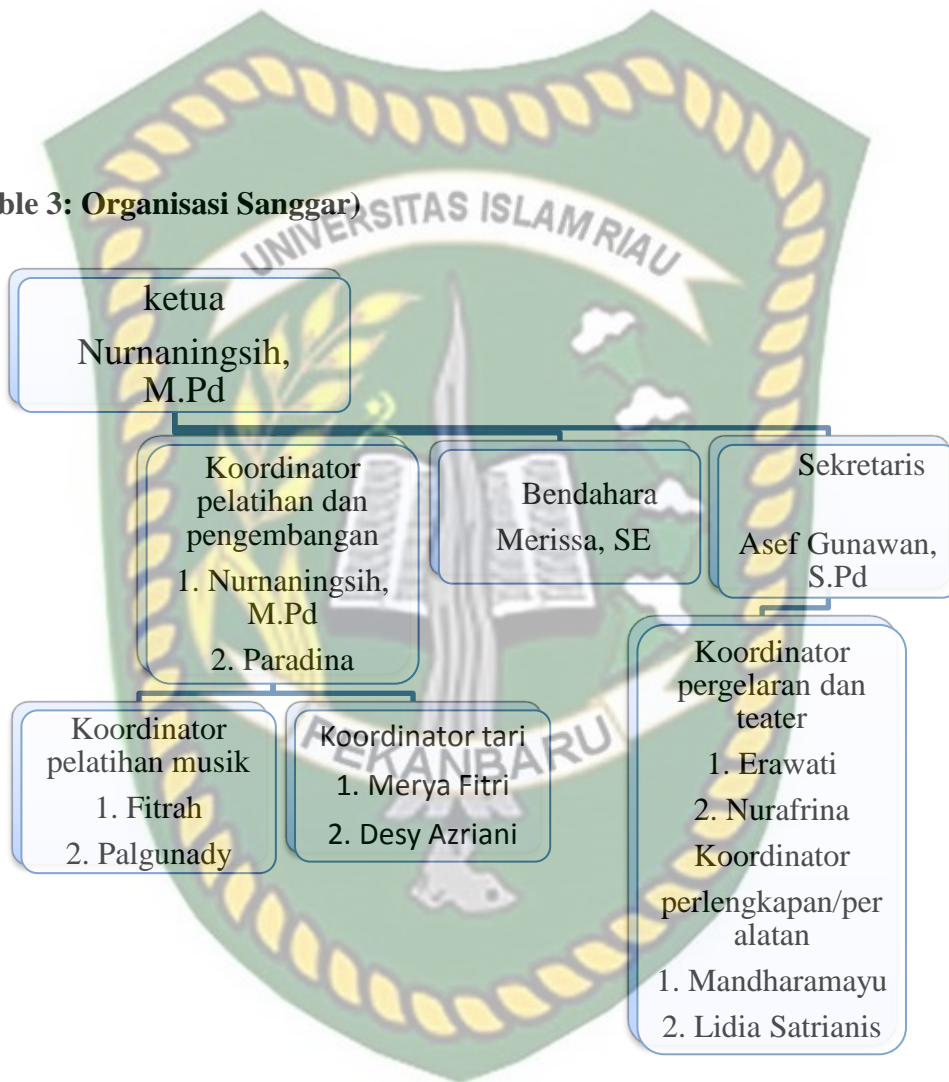 ble 3: Organisasi Sanggar)
UNIVERSITAS ISLAM RIAU
ketua
Nurnaningsih,
M.Pd
Koordinator
pelatihan dan
pengembangan
1. Nurnaningsih,
M.Pd
2. Paradina
Bendahara
Merissa, SE
Sekretaris
Asef Gunawan,
S.Pd
Koordinator
pelatihan musik
1. Fitrah
2. Palgunady
Koordinator tari
1. Merya Fitri
2. Desy Azriani
Koordinator
pergelaran dan
teater
1. Erawati
2. Nurafrina
Koordinator
perlengkapan/per
alatan
1. Mandharamayu
2. Lidia Satrianis
PEKANBARU